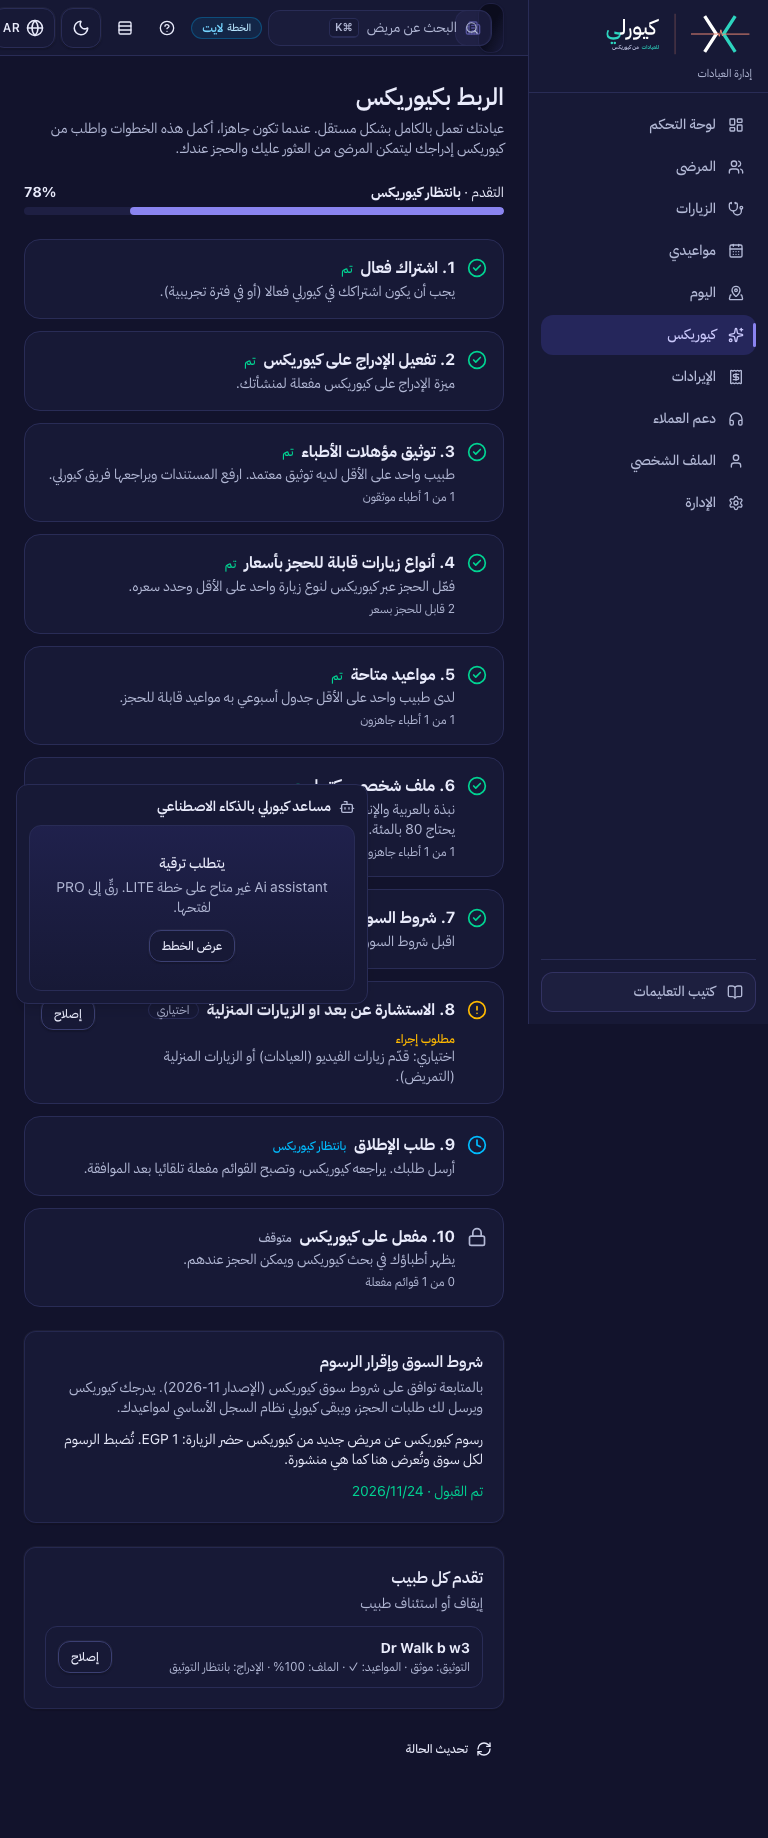 كيورلي
للعيادات من كيوريكس
إدارة العيادات
لوحة التحكم
المرضى
الزيارات
مواعيدي
اليوم
كيوريكس
الإيرادات
دعم العملاء
الملف الشخصي
الإدارة
كتيب التعليمات
البحث عن مريض
⌘K
الخطة لايت
AR
الربط بكيوريكس
عيادتك تعمل بالكامل بشكل مستقل. عندما تكون جاهزا، أكمل هذه الخطوات واطلب من
كيوريكس إدراجك ليتمكن المرضى من العثور عليك والحجز عندك.
التقدم · بانتظار كيوريكس
78%
1. اشتراك فعال تم
يجب أن يكون اشتراكك في كيورلي فعالا (أو في فترة تجريبية).
2. تفعيل الإدراج على كيوريكس تم
ميزة الإدراج على كيوريكس مفعلة لمنشأتك.
3. توثيق مؤهلات الأطباء تم
طبيب واحد على الأقل لديه توثيق معتمد. ارفع المستندات ويراجعها فريق كيورلي.
1 من 1 أطباء موثقون
4. أنواع زيارات قابلة للحجز بأسعار تم
فعّل الحجز عبر كيوريكس لنوع زيارة واحد على الأقل وحدد سعره.
2 قابل للحجز بسعر
5. مواعيد متاحة تم
لدى طبيب واحد على الأقل جدول أسبوعي به مواعيد قابلة للحجز.
1 من 1 أطباء جاهزون
6. ملف شخصي
نبذة بالعربية
يحتاج 80 بالمئة.
1 من 1 أطباء
مساعد كيورلي بالذكاء الاصطناعي
يتطلب ترقية
Ai assistant غير متاح على خطة LITE. رقِّ إلى PRO
لفتحها.
عرض الخطط
7. شروط
اقبل شروط
8. الاستشارة عن بعد أو الزيارات المنزلية اختياري
مطلوب إجراء
اختياري: قدّم زيارات الفيديو (العيادات) أو الزيارات المنزلية
(التمريض).
إصلاح
9. طلب الإطلاق بانتظار كيوريكس
أرسل طلبك. يراجعه كيوريكس، وتصبح القوائم مفعلة تلقائيا بعد الموافقة.
10. مفعل على كيوريكس متوقف
يظهر أطباؤك في بحث كيوريكس ويمكن الحجز عندهم.
0 من 1 قوائم مفعلة
شروط السوق وإقرار الرسوم
بالمتابعة توافق على شروط سوق كيوريكس (الإصدار 11-2026). يدرجك كيوريكس
ويرسل لك طلبات الحجز، ويبقى كيورلي نظام السجل الأساسي لمواعيدك.
رسوم كيوريكس عن مريض جديد من كيوريكس حضر الزيارة: EGP 1. تُضبط الرسوم
لكل سوق وتُعرض هنا كما هي منشورة.
تم القبول · 2026/11/24
تقدم كل طبيب
إيقاف أو استئناف طبيب
Dr Walk b w3
التوثيق: موثق · المواعيد: ✓ · الملف: 100% · الإدراج: بانتظار التوثيق
إصلاح
تحديث الحالة